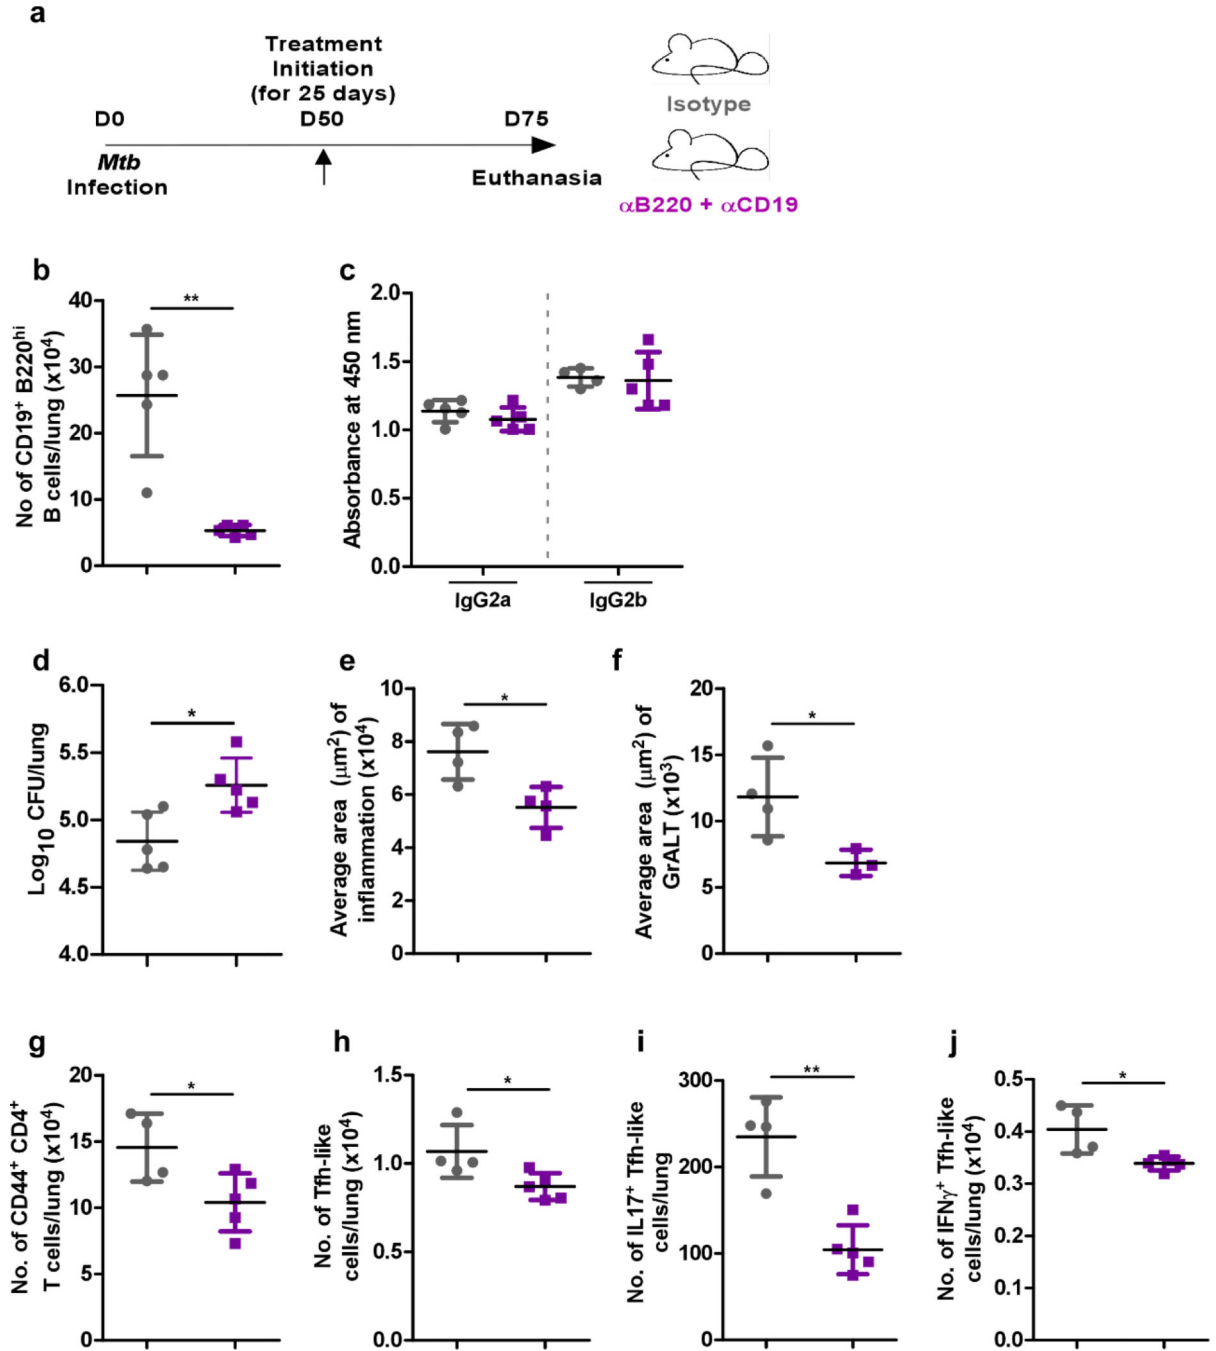 a
Treatment
Initiation
(for 25 days)
D0 D50 D75
Mtb
Infection
Euthanasia
Isotype
αB220 + αCD19
b
No of CD19⁺ B220ʰⁱ
B cells/lung (x10⁴)
40
30
20
10
0
**
c
Absorbance at 450 nm
2.0
1.5
1.0
0.5
0.0
IgG2a IgG2b
d
Log₁₀ CFU/lung
6.0
5.5
5.0
4.5
4.0
*
e
Average area (μm²) of
inflammation (x10⁴)
10
8
6
4
2
0
*
f
Average area (μm²) of
GrALT (x10³)
20
15
10
5
0
*
g
No. of CD44⁺ CD4⁺
T cells/lung (x10⁴)
20
15
10
5
0
*
h
No. of Tfh-like
cells/lung (x10⁴)
1.5
1.0
0.5
0.0
*
i
No. of IL17⁺ Tfh-like
cells/lung
300
200
100
0
**
j
No. of IFNγ⁺ Tfh-like
cells/lung (x10⁴)
0.5
0.4
0.3
0.2
0.1
0.0
*